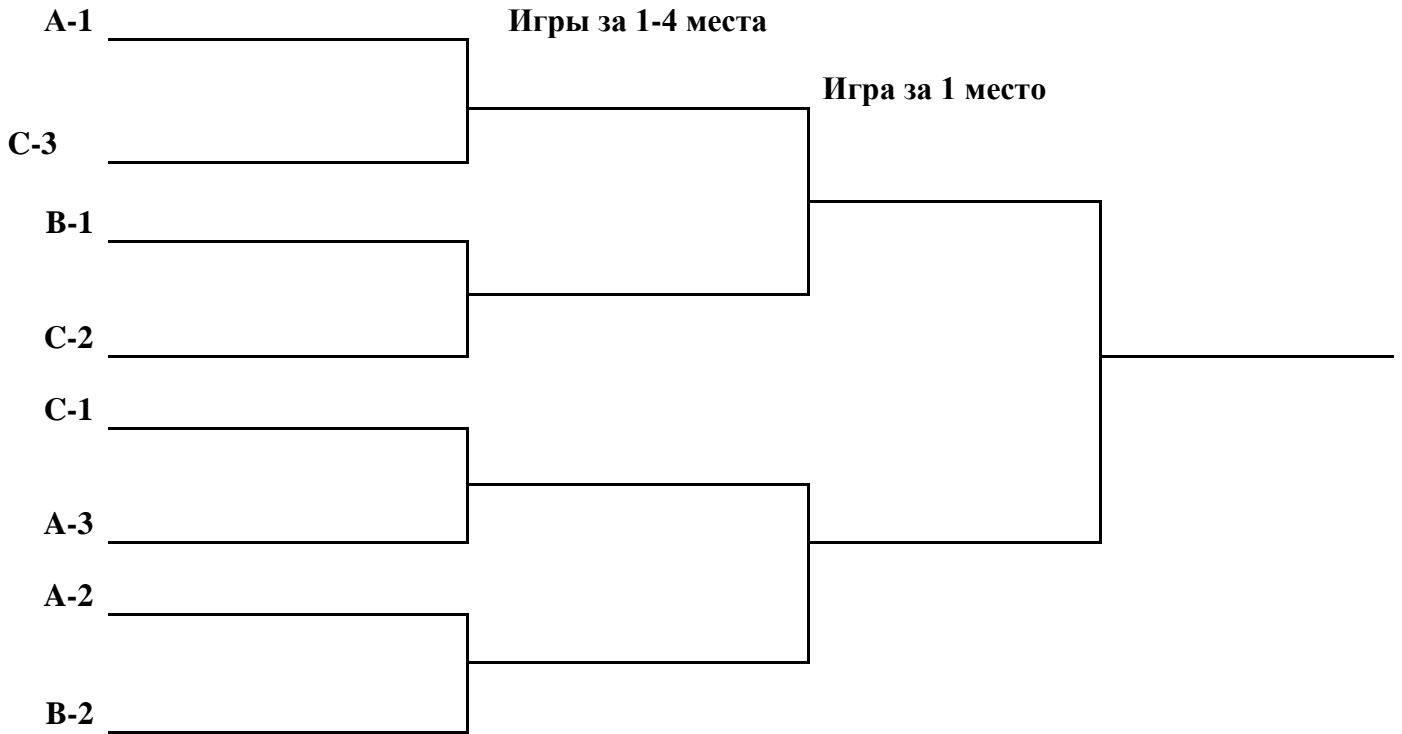 А-1
Игры за 1-4 места
Игра за 1 место
С-3
В-1
С-2
С-1
А-3
А-2
В-2